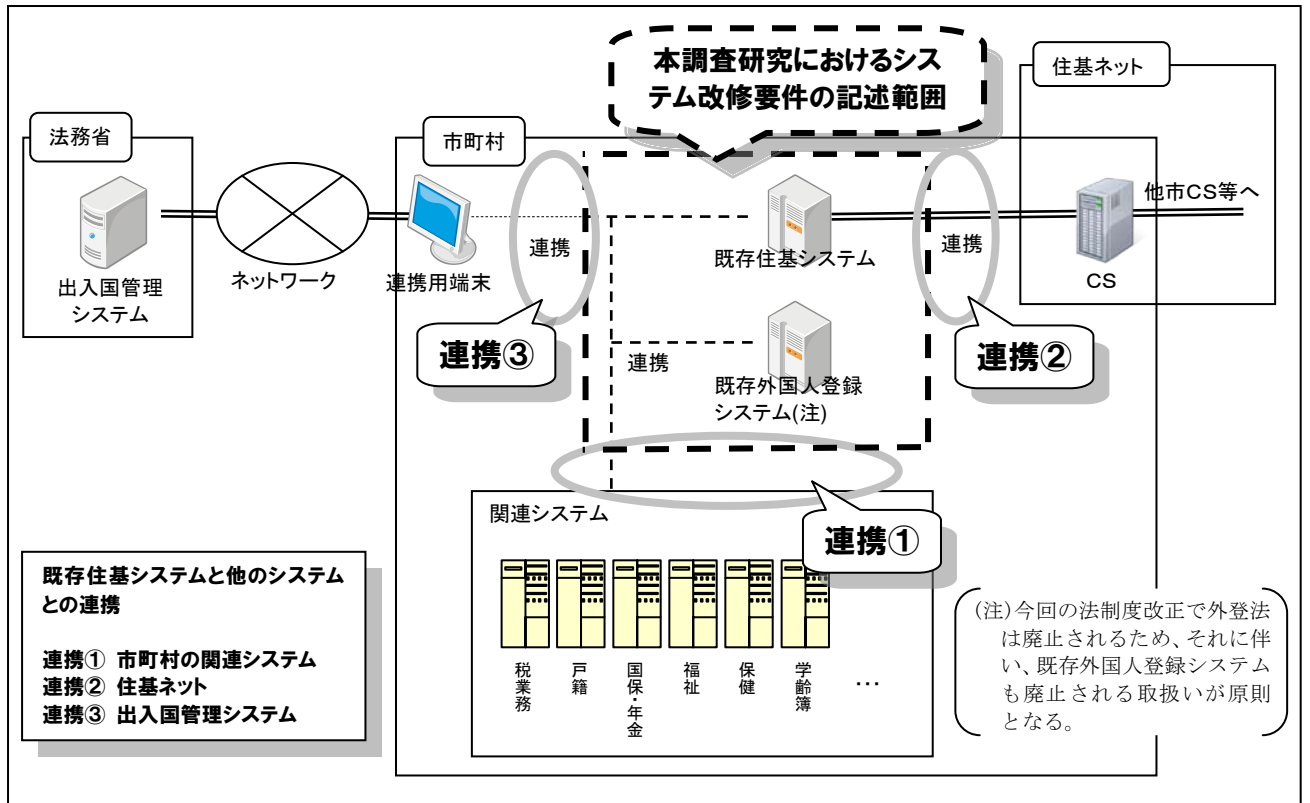 本調査研究におけるシス
テム改修要件の記述範囲
住基ネット
法務省
市町村
出入国管理
システム
ネットワーク
連携用端末
連携
既存住基システム
連携
CS
他市CS等へ
連携③
連携
既存外国人登録
システム(注)
連携②
関連システム
連携①
税業務
戸籍
国保・年金
福祉
保健
学齢簿
…
既存住基システムと他のシステム
との連携
連携① 市町村の関連システム
連携② 住基ネット
連携③ 出入国管理システム
(注)今回の法制度改正で外登法
は廃止されるため、それに伴
い、既存外国人登録システム
も廃止される取扱いが原則
となる。